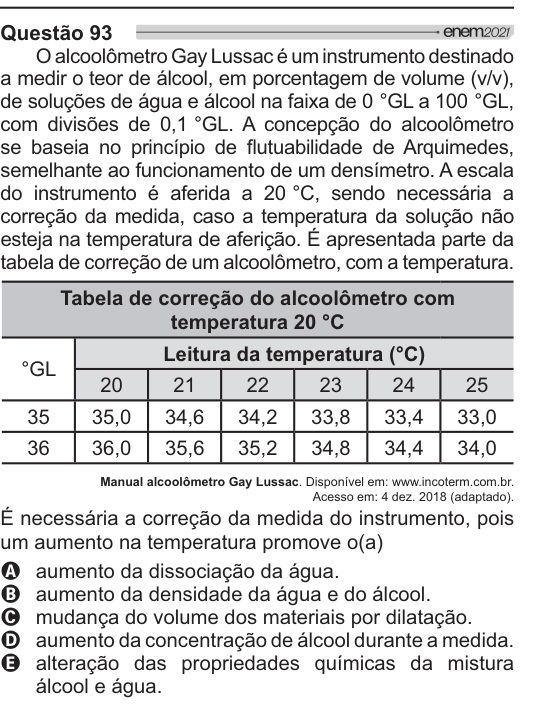 Questão 93
enem2021
O alcoolômetro Gay Lussac é um instrumento destinado
a medir o teor de álcool, em porcentagem de volume (v/v),
de soluções de água e álcool na faixa de 0 °GL a 100 °GL,
com divisões de 0,1 °GL. A concepção do alcoolômetro
se baseia no princípio de flutuabilidade de Arquimedes,
semelhante ao funcionamento de um densímetro. A escala
do instrumento é aferida a 20 °C, sendo necessária a
correção da medida, caso a temperatura da solução não
esteja na temperatura de aferição. É apresentada parte da
tabela de correção de um alcoolômetro, com a temperatura.
Tabela de correção do alcoolômetro com
temperatura 20 °C
°GL
Leitura da temperatura (°C)
20 21 22 23 24 25
35 35,0 34,6 34,2 33,8 33,4 33,0
36 36,0 35,6 35,2 34,8 34,4 34,0
Manual alcoolômetro Gay Lussac. Disponível em: www.incoterm.com.br.
Acesso em: 4 dez. 2018 (adaptado).
É necessária a correção da medida do instrumento, pois
um aumento na temperatura promove o(a)
A aumento da dissociação da água.
B aumento da densidade da água e do álcool.
C mudança do volume dos materiais por dilatação.
D aumento da concentração de álcool durante a medida.
E alteração das propriedades químicas da mistura
álcool e água.